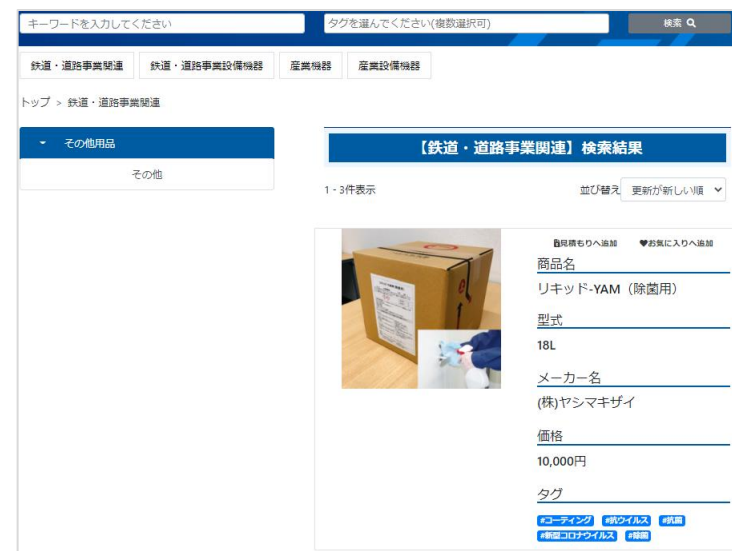 キーワードを入力してください
タグを選んでください(複数選択可)
検索
鉄道・道路事業関連 鉄道・道路事業設備機器 産業機器 産業設備機器
トップ > 鉄道・道路事業関連
その他用品
その他
【鉄道・道路事業関連】検索結果
1 - 3件表示
並び替え 更新が新しい順
見積もりへ追加 ♥お気に入りへ追加
商品名
リキッド-YAM（除菌用）
型式
18L
メーカー名
(株)ヤシマキザイ
価格
10,000円
タグ
#コーティング #抗ウイルス #抗菌
#新型コロナウイルス #除菌